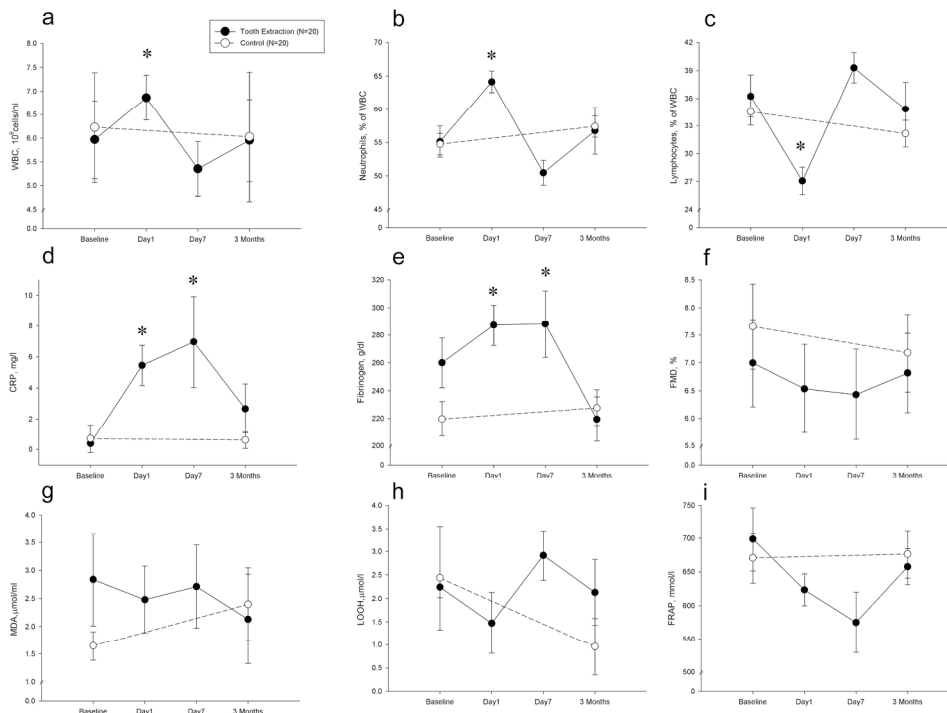 a
Tooth Extraction (N=20)
Control (N=20)
WBC, 10⁶cells/nl
8.0
7.5
7.0
6.5
6.0
5.5
5.0
4.5
0.0
*
Baseline Day1 Day7 3 Months
b
Neutrophils, % of WBC
70
65
60
55
50
45
0
*
Baseline Day1 Day7 3 Months
c
Lymphocytes, % of WBC
42
39
36
33
30
27
24
0
*
Baseline Day1 Day7 3 Months
d
CRP, mg/l
10
8
6
4
2
0
* *
Baseline Day1 Day7 3 Months
e
Fibrinogen, g/dl
320
300
280
260
240
220
200
0
* *
Baseline Day1 Day7 3 Months
f
FMD, %
9.0
8.5
8.0
7.5
7.0
6.5
6.0
5.5
0.0
Baseline Day1 Day7 3 Months
g
MDA,µmol/ml
4.0
3.5
3.0
2.5
2.0
1.5
1.0
0.0
Baseline Day1 Day7 3 Months
h
LOOH,µmol/l
4.0
3.5
3.0
2.5
2.0
1.5
1.0
0.5
0.0
Baseline Day1 Day7 3 Months
i
FRAP, mmol/l
750
700
650
600
550
500
0
Baseline Day1 Day7 3 Months